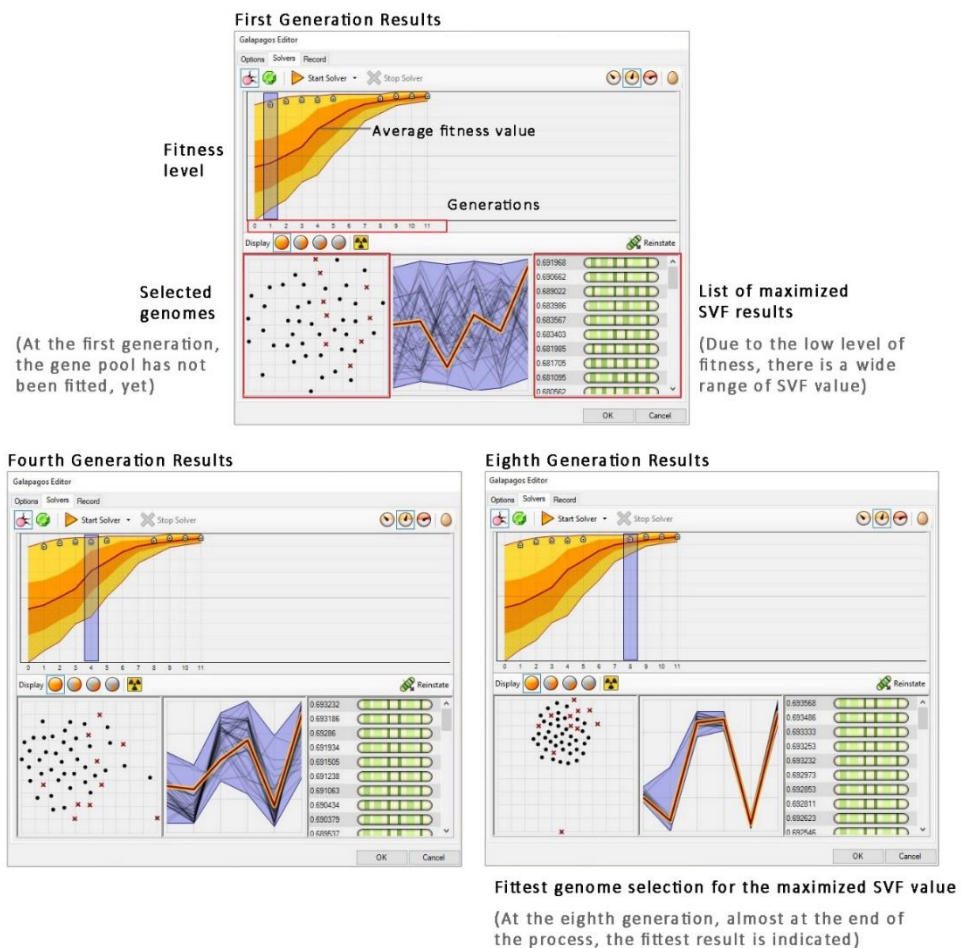 First Generation Results
Galapagos Editor
Options Solvers Record
Start Solver Stop Solver
Average fitness value
Fitness
level
Generations
0 1 2 3 4 5 6 7 8 9 10 11
Display Reinstate
Selected
genomes
(At the first generation,
the gene pool has not
been fitted, yet)
0.691968
0.690662
0.689022
0.683986
0.683567
0.683403
0.681985
0.681705
0.681095
0.680562
List of maximized
SVF results
(Due to the low level of
fitness, there is a wide
range of SVF value)
OK Cancel
Fourth Generation Results
Galapagos Editor
Options Solvers Record
Start Solver Stop Solver
0 1 2 3 4 5 6 7 8 9 10 11
Display Reinstate
0.693232
0.693186
0.69286
0.691934
0.691505
0.691238
0.691063
0.690434
0.690379
0.689537
OK Cancel
Eighth Generation Results
Galapagos Editor
Options Solvers Record
Start Solver Stop Solver
0 1 2 3 4 5 6 7 8 9 10 11
Display Reinstate
0.693568
0.693486
0.693333
0.693253
0.693232
0.692973
0.692853
0.692811
0.692623
0.692546
OK Cancel
Fittest genome selection for the maximized SVF value
(At the eighth generation, almost at the end of
the process, the fittest result is indicated)